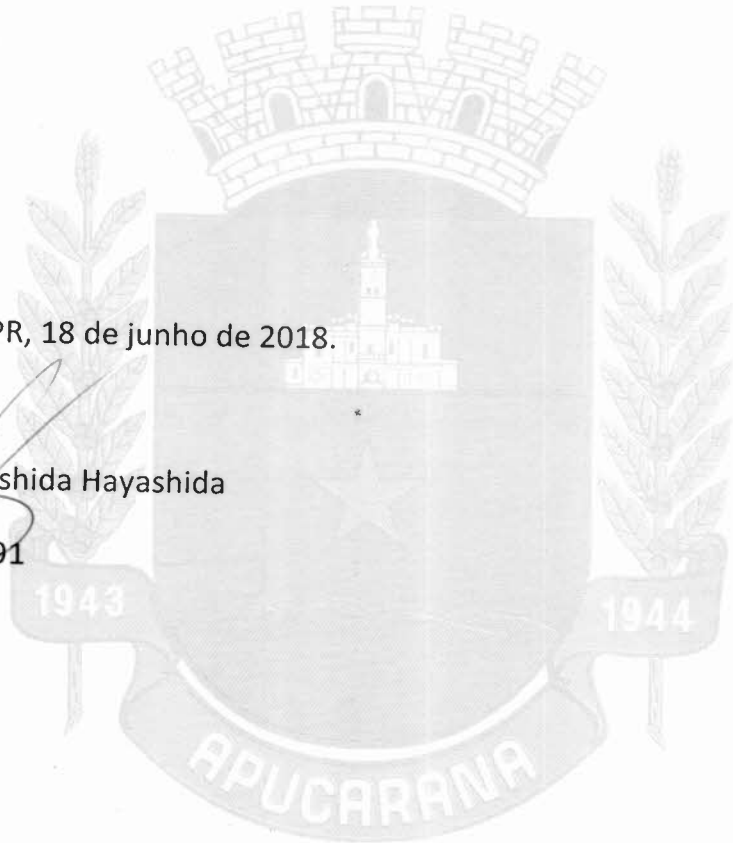 PR, 18 de junho de 2018.
shida Hayashida
91
1943
1944
APUCARANA